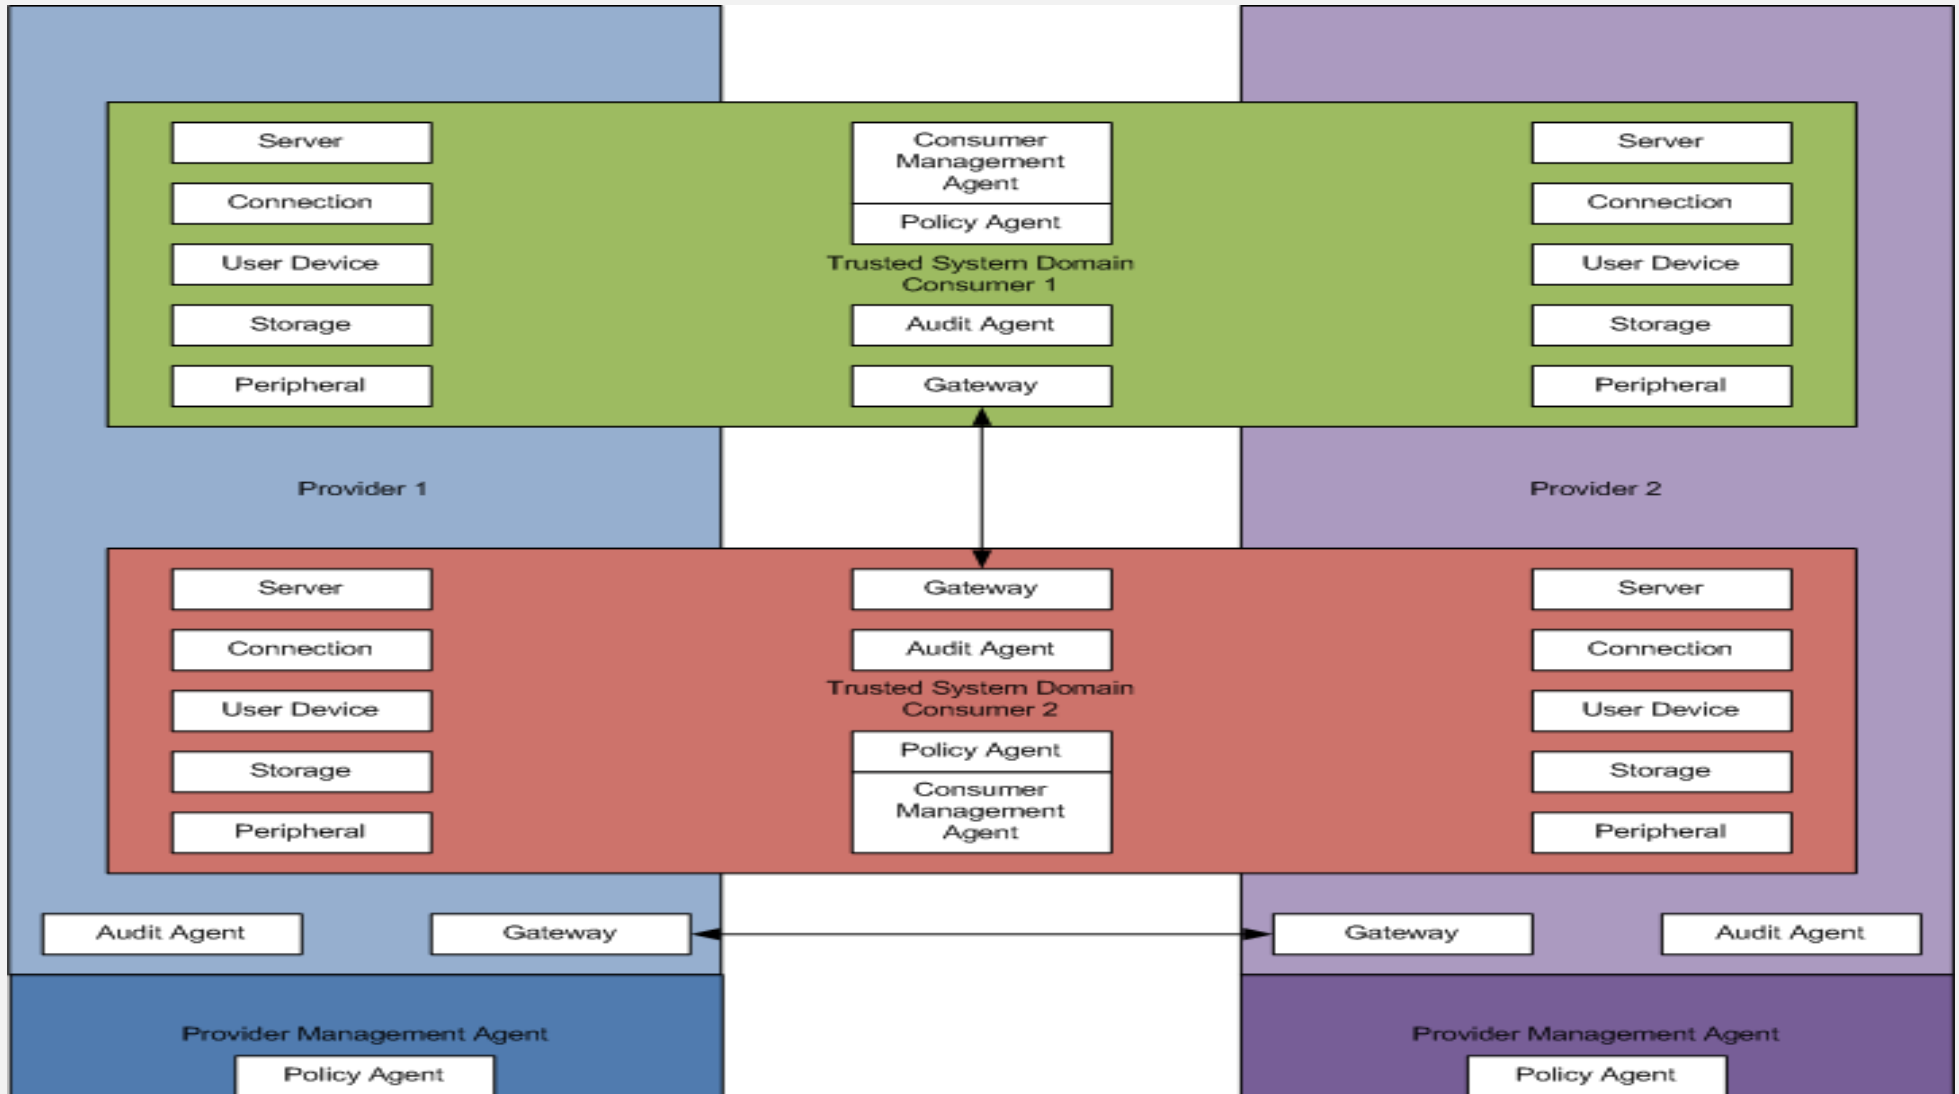 Server
Connection
User Device
Storage
Peripheral
Consumer
Management
Agent
Policy Agent
Trusted System Domain
Consumer 1
Audit Agent
Gateway
Server
Connection
User Device
Storage
Peripheral
Provider 1
Provider 2
Server
Connection
User Device
Storage
Peripheral
Gateway
Audit Agent
Trusted System Domain
Consumer 2
Policy Agent
Consumer
Management
Agent
Server
Connection
User Device
Storage
Peripheral
Audit Agent
Gateway
Gateway
Audit Agent
Provider Management Agent
Policy Agent
Provider Management Agent
Policy Agent